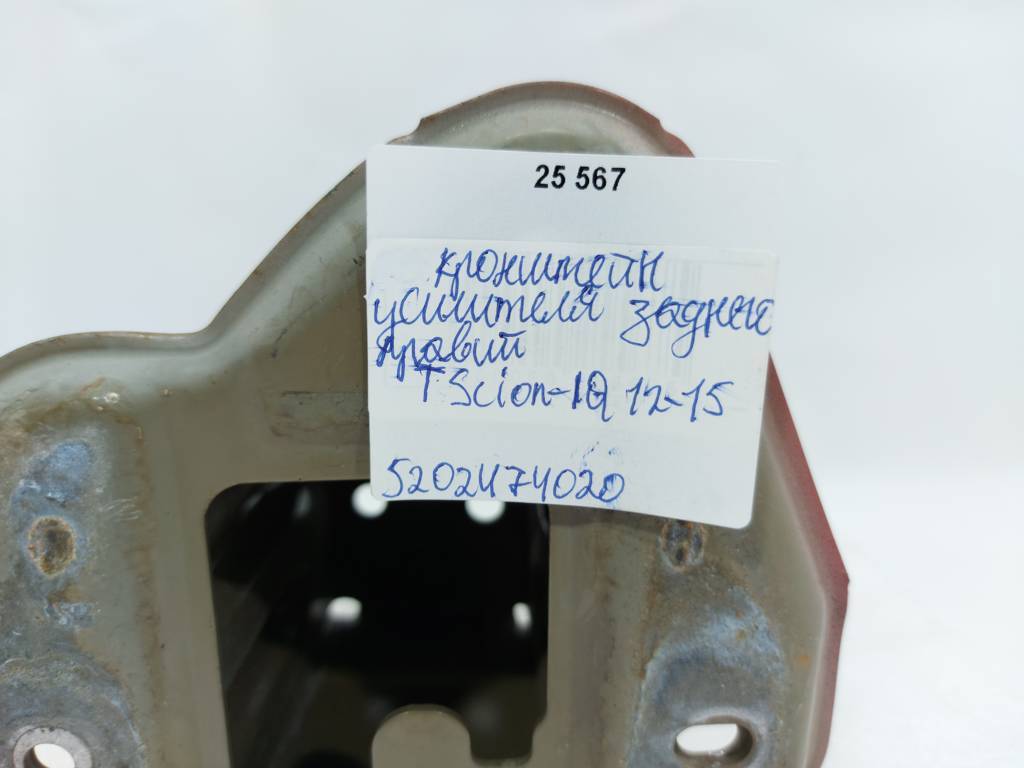 25 567
кронштейн
усилителя заднего
правый
T Scion-IQ 12-15
5202474020